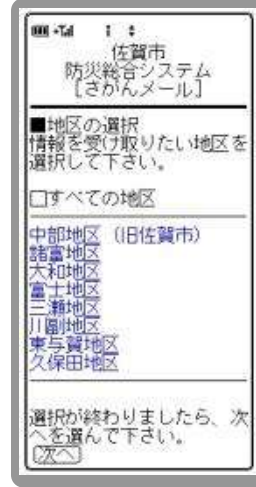 佐賀市
防災総合システム
[さがんメール]
■地区の選択
情報を受け取りたい地区を
選択して下さい。
□すべての地区
中部地区 (旧佐賀市)
諸富地区
大和地区
富士地区
三瀬地区
川副地区
東与賀地区
久保田地区
選択が終わりましたら、次
へを選んで下さい。
次へ